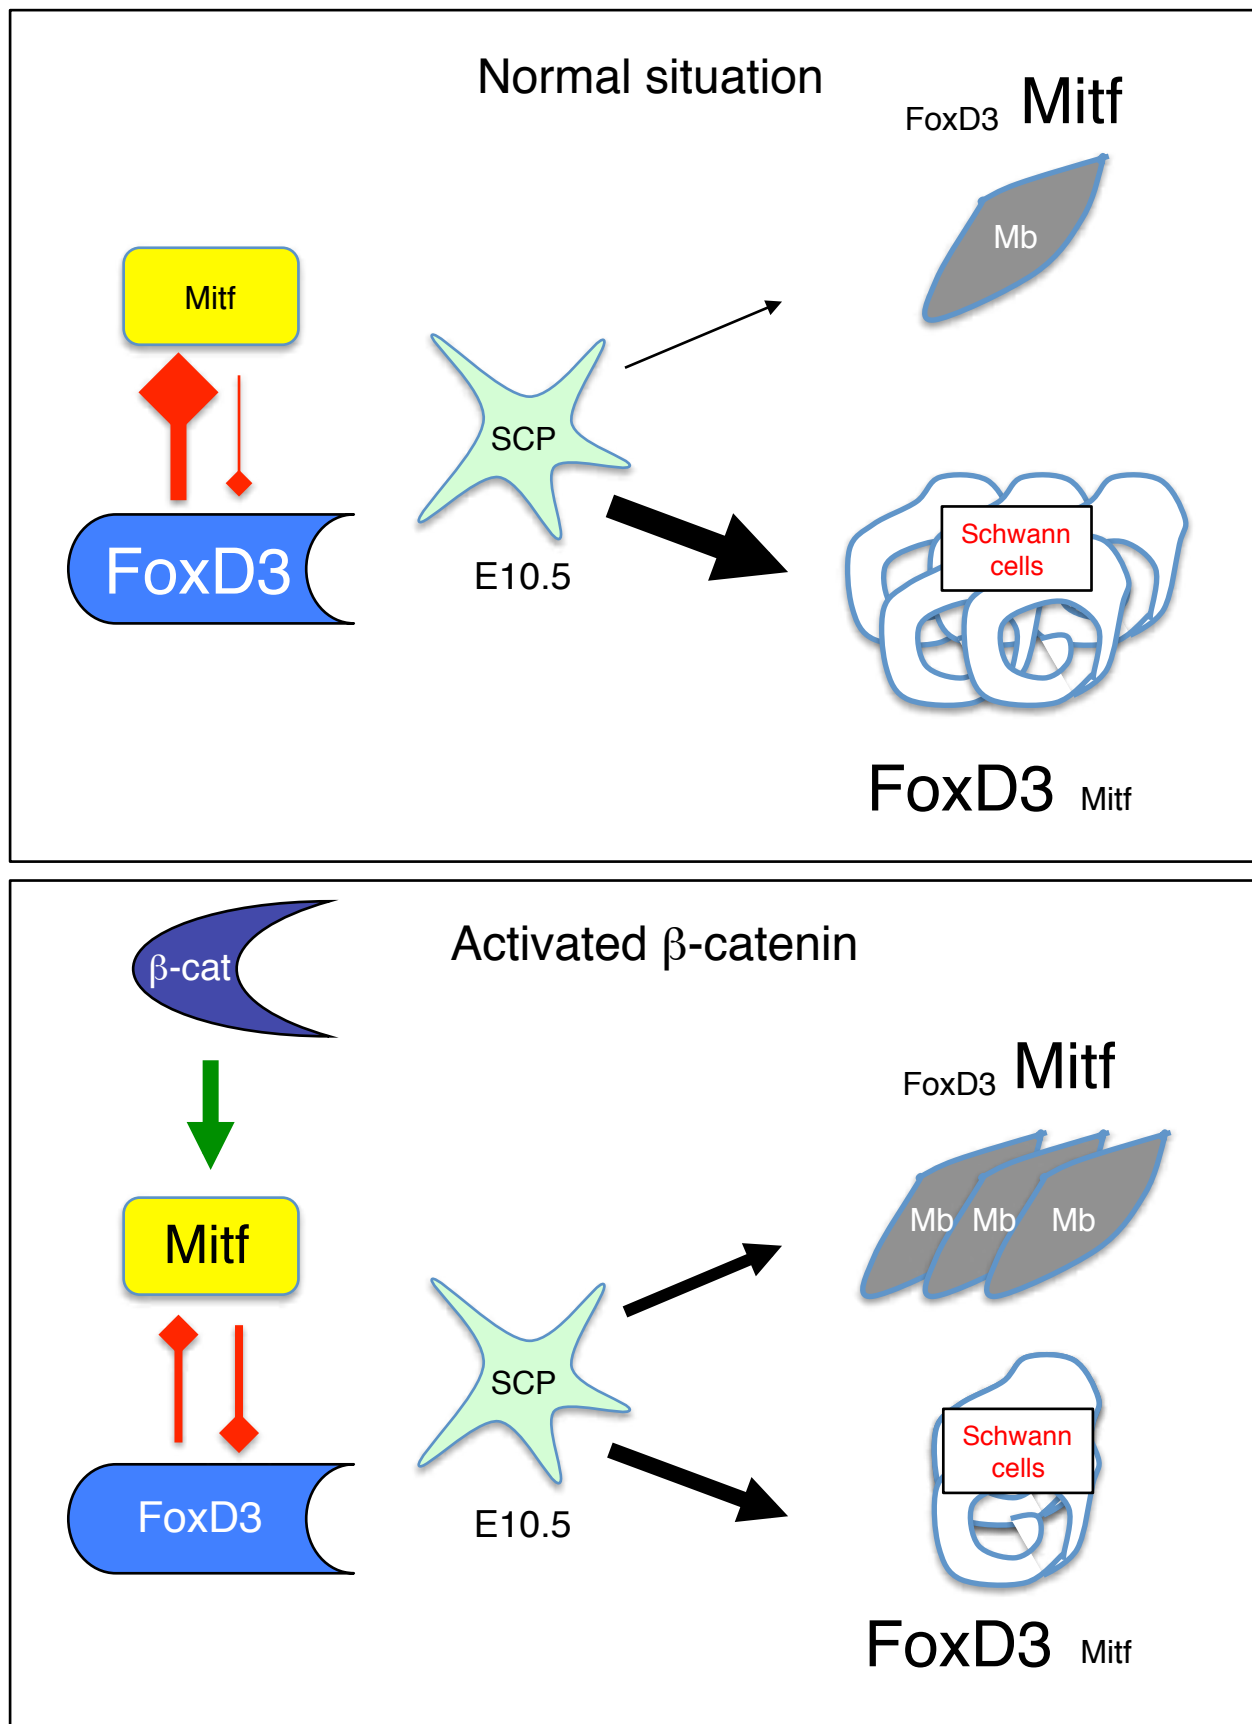 Normal situation
FoxD3 Mitf
Mb
Mitf
SCP
FoxD3
E10.5
Schwann
cells
FoxD3 Mitf
β-cat
Activated β-catenin
FoxD3 Mitf
Mb Mb Mb
Mitf
SCP
FoxD3
E10.5
Schwann
cells
FoxD3 Mitf